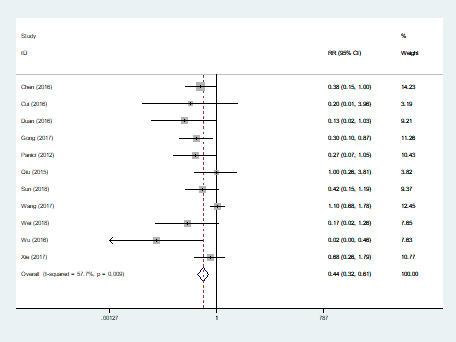 Study %
ID RR (95% CI) Weight
Chen (2016) 0.38 (0.15, 1.00) 14.23
Cui (2016) 0.20 (0.01, 3.96) 3.19
Duan (2016) 0.13 (0.02, 1.03) 9.21
Gong (2017) 0.30 (0.10, 0.87) 11.26
Panici (2012) 0.27 (0.07, 1.05) 10.43
Qiu (2015) 1.00 (0.26, 3.81) 3.82
Sun (2018) 0.42 (0.15, 1.19) 9.37
Wang (2017) 1.10 (0.68, 1.78) 12.45
Wei (2018) 0.17 (0.02, 1.26) 7.65
Wu (2016) 0.02 (0.00, 0.46) 7.63
Xie (2017) 0.68 (0.26, 1.79) 10.77
Overall (I-squared = 57.7%, p = 0.009) 0.44 (0.32, 0.61) 100.00
.00127 1 787